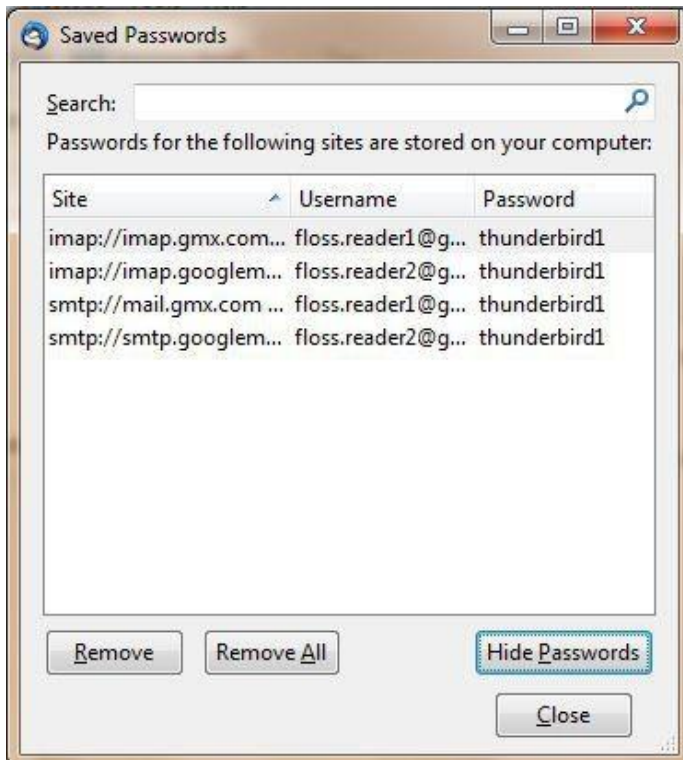 Saved Passwords
Search:
Passwords for the following sites are stored on your computer:
Site Username Password
imap://imap.gmx.com... floss.reader1@g... thunderbird1
imap://imap.googlem... floss.reader2@g... thunderbird1
smtp://mail.gmx.com ... floss.reader1@g... thunderbird1
smtp://smtp.googlem... floss.reader2@g... thunderbird1
Remove Remove All Hide Passwords
Close